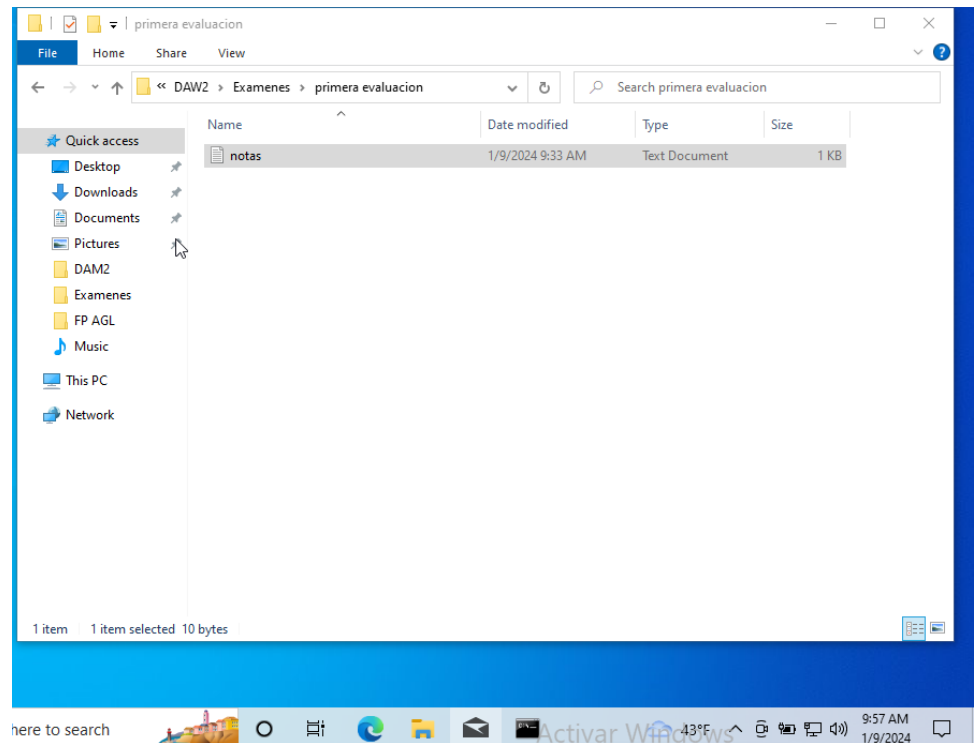 primera evaluacion
File Home Share View
« DAW2 › Examenes › primera evaluacion
Search primera evaluacion
Name Date modified Type Size
notas 1/9/2024 9:33 AM Text Document 1 KB
Quick access
Desktop
Downloads
Documents
Pictures
DAM2
Examenes
FP AGL
Music
This PC
Network
1 item 1 item selected 10 bytes
here to search
Activar Windows
43°F
9:57 AM
1/9/2024